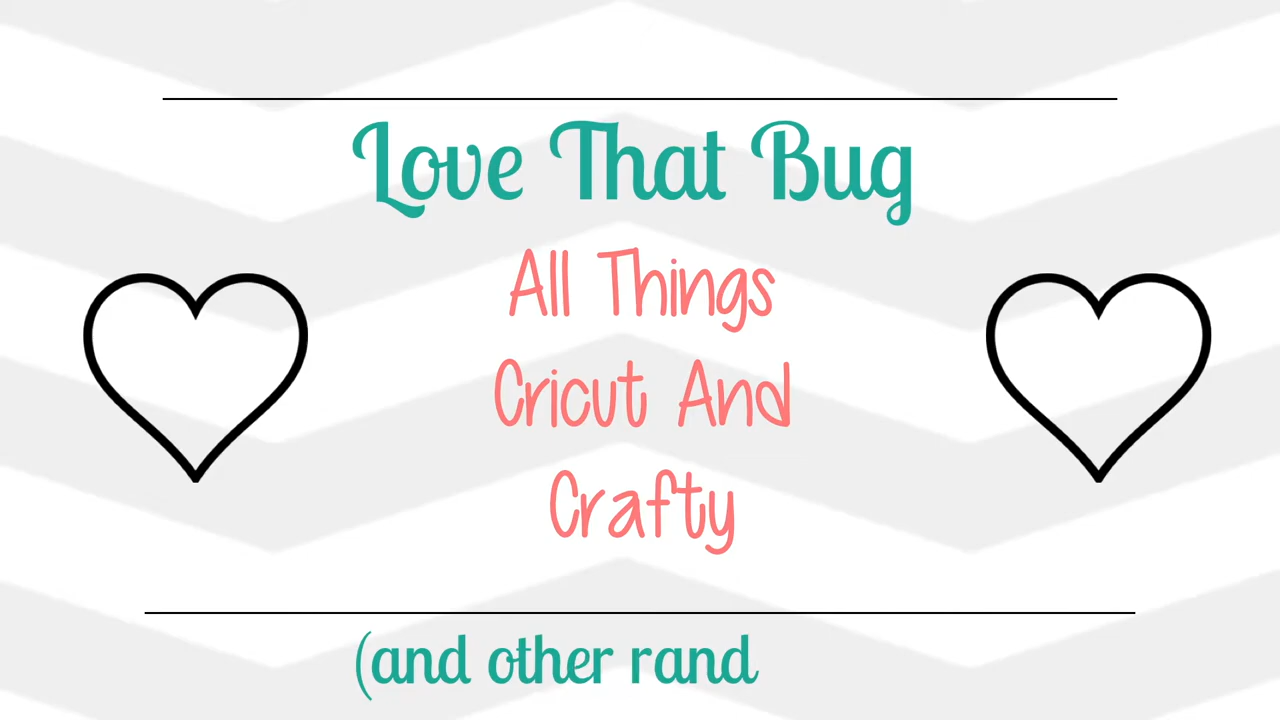 Love That Bug
All Things
Cricut And
Crafty
(and other rand